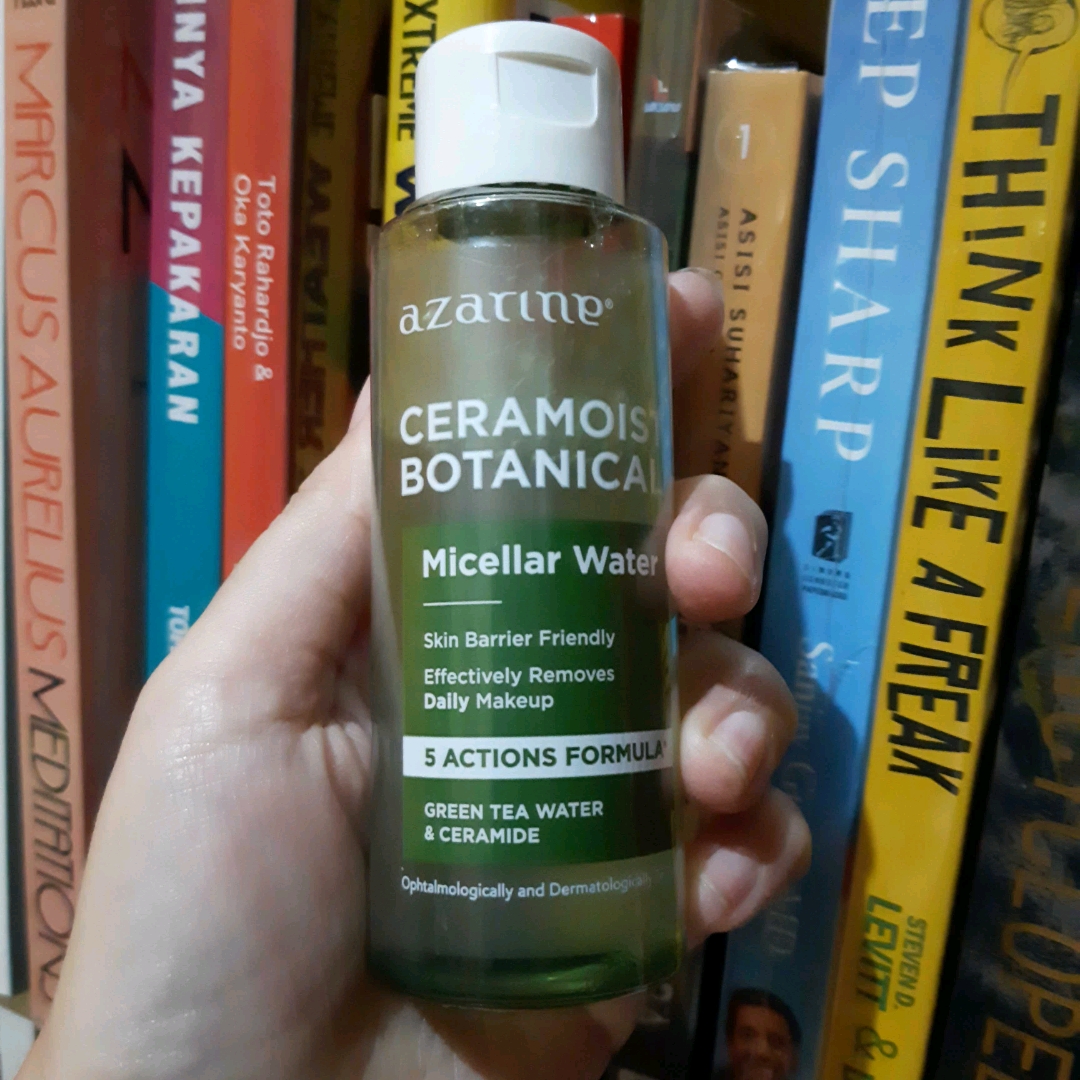 azarine®
CERAMOIST
BOTANICAL
Micellar Water
Skin Barrier Friendly
Effectively Removes
Daily Makeup
5 ACTIONS FORMULA
GREEN TEA WATER
& CERAMIDE
Ophtalmologically and Dermatologically
MARCUS AURELIUS MEDITATIONS
NYA KEPAKARAN
TOM
Toto Rahardjo &
Oka Karyanto
EXTREME
ASISI SUHARIYAN
EP SHARP
THiNK LiKE A FREAK
STEVEN D.
LEVITT &